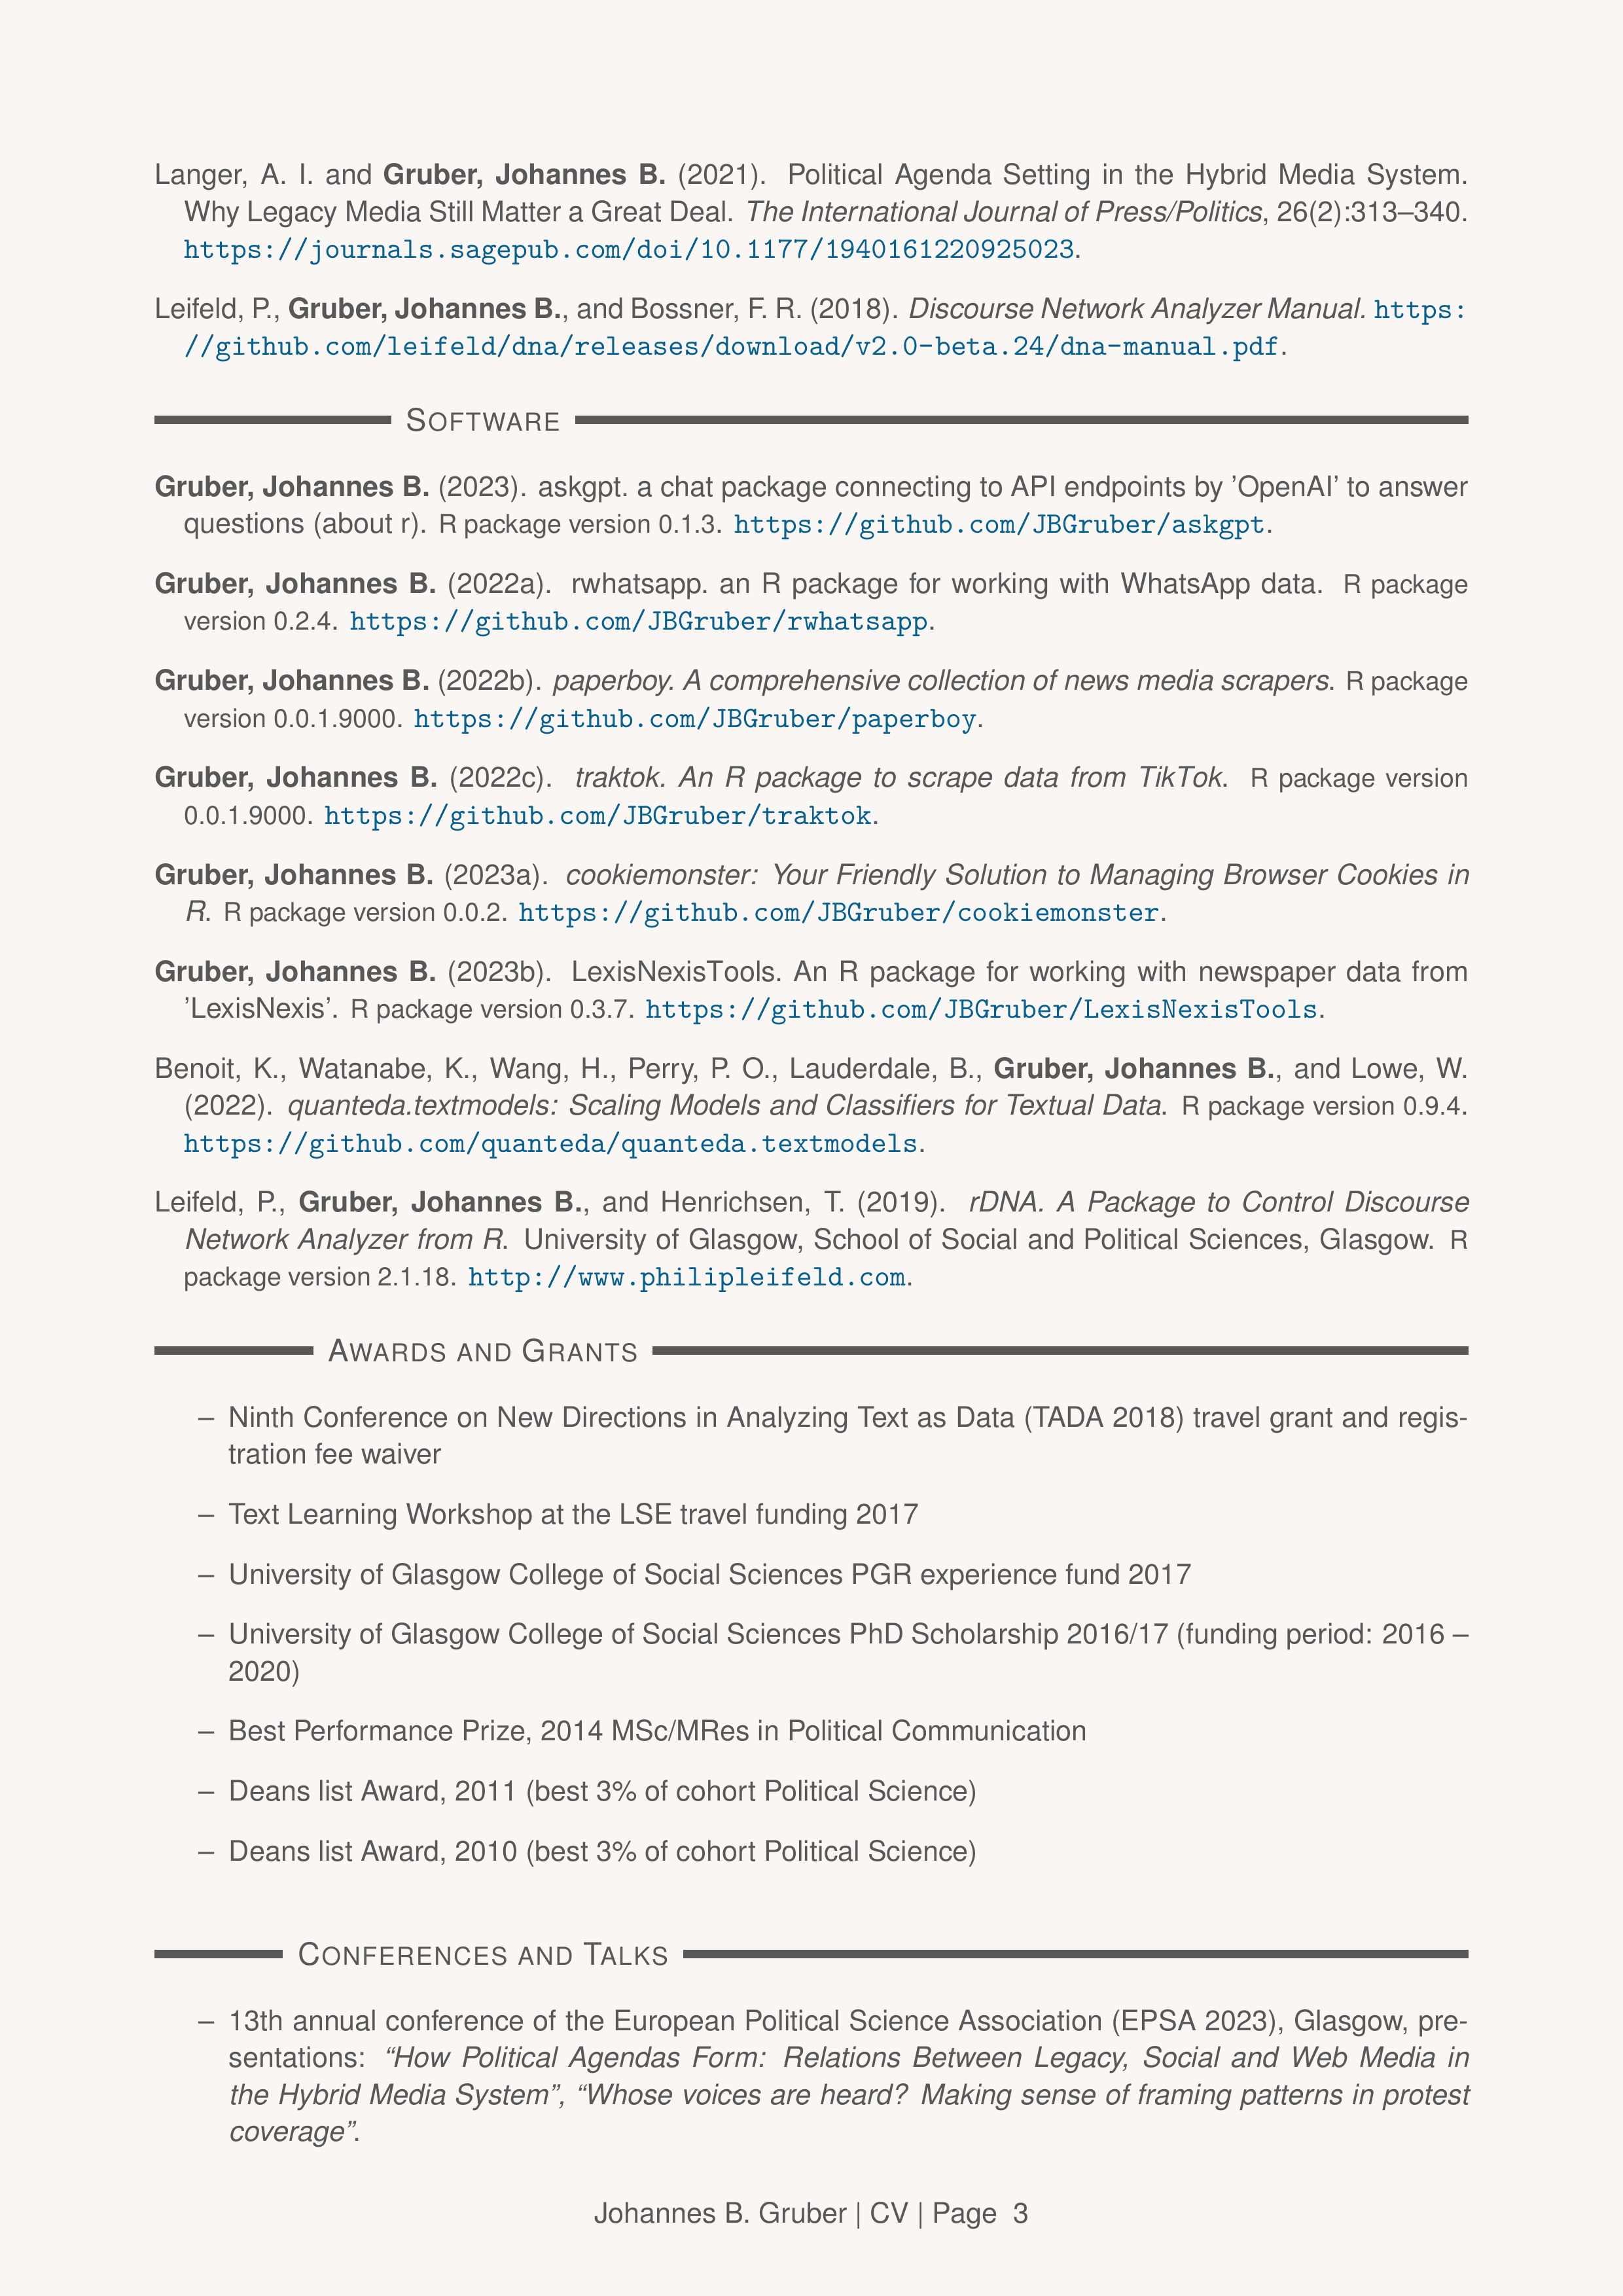 Langer, A. I. and Gruber, Johannes B. (2021). Political Agenda Setting in the Hybrid Media System.
Why Legacy Media Still Matter a Great Deal. The International Journal of Press/Politics, 26(2):313–340.
https://journals.sagepub.com/doi/10.1177/1940161220925023.
Leifeld, P., Gruber, Johannes B., and Bossner, F. R. (2018). Discourse Network Analyzer Manual. https:
//github.com/leifeld/dna/releases/download/v2.0-beta.24/dna-manual.pdf.
SOFTWARE
Gruber, Johannes B. (2023). askgpt. a chat package connecting to API endpoints by ’OpenAI’ to answer
questions (about r). R package version 0.1.3. https://github.com/JBGruber/askgpt.
Gruber, Johannes B. (2022a). rwhatsapp. an R package for working with WhatsApp data. R package
version 0.2.4. https://github.com/JBGruber/rwhatsapp.
Gruber, Johannes B. (2022b). paperboy. A comprehensive collection of news media scrapers. R package
version 0.0.1.9000. https://github.com/JBGruber/paperboy.
Gruber, Johannes B. (2022c). traktok. An R package to scrape data from TikTok. R package version
0.0.1.9000. https://github.com/JBGruber/traktok.
Gruber, Johannes B. (2023a). cookiemonster: Your Friendly Solution to Managing Browser Cookies in
R. R package version 0.0.2. https://github.com/JBGruber/cookiemonster.
Gruber, Johannes B. (2023b). LexisNexisTools. An R package for working with newspaper data from
’LexisNexis’. R package version 0.3.7. https://github.com/JBGruber/LexisNexisTools.
Benoit, K., Watanabe, K., Wang, H., Perry, P. O., Lauderdale, B., Gruber, Johannes B., and Lowe, W.
(2022). quanteda.textmodels: Scaling Models and Classifiers for Textual Data. R package version 0.9.4.
https://github.com/quanteda/quanteda.textmodels.
Leifeld, P., Gruber, Johannes B., and Henrichsen, T. (2019). rDNA. A Package to Control Discourse
Network Analyzer from R. University of Glasgow, School of Social and Political Sciences, Glasgow. R
package version 2.1.18. http://www.philipleifeld.com.
AWARDS AND GRANTS
– Ninth Conference on New Directions in Analyzing Text as Data (TADA 2018) travel grant and regis-
tration fee waiver
– Text Learning Workshop at the LSE travel funding 2017
– University of Glasgow College of Social Sciences PGR experience fund 2017
– University of Glasgow College of Social Sciences PhD Scholarship 2016/17 (funding period: 2016 –
2020)
– Best Performance Prize, 2014 MSc/MRes in Political Communication
– Deans list Award, 2011 (best 3% of cohort Political Science)
– Deans list Award, 2010 (best 3% of cohort Political Science)
CONFERENCES AND TALKS
– 13th annual conference of the European Political Science Association (EPSA 2023), Glasgow, pre-
sentations: “How Political Agendas Form: Relations Between Legacy, Social and Web Media in
the Hybrid Media System”, “Whose voices are heard? Making sense of framing patterns in protest
coverage”.
Johannes B. Gruber | CV | Page 3